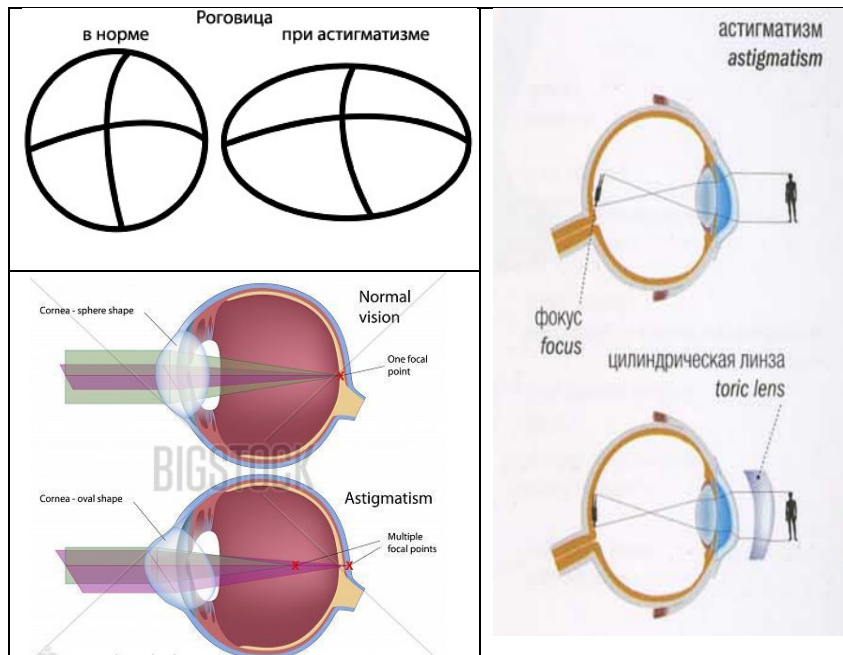 Роговица
в норме
при астигматизме
Cornea - sphere shape
Normal
vision
One focal
point
BIGSTOCK
Cornea - oval shape
Astigmatism
Multiple
focal points
астигматизм
astigmatism
фокус
focus
цилиндрическая линза
toric lens